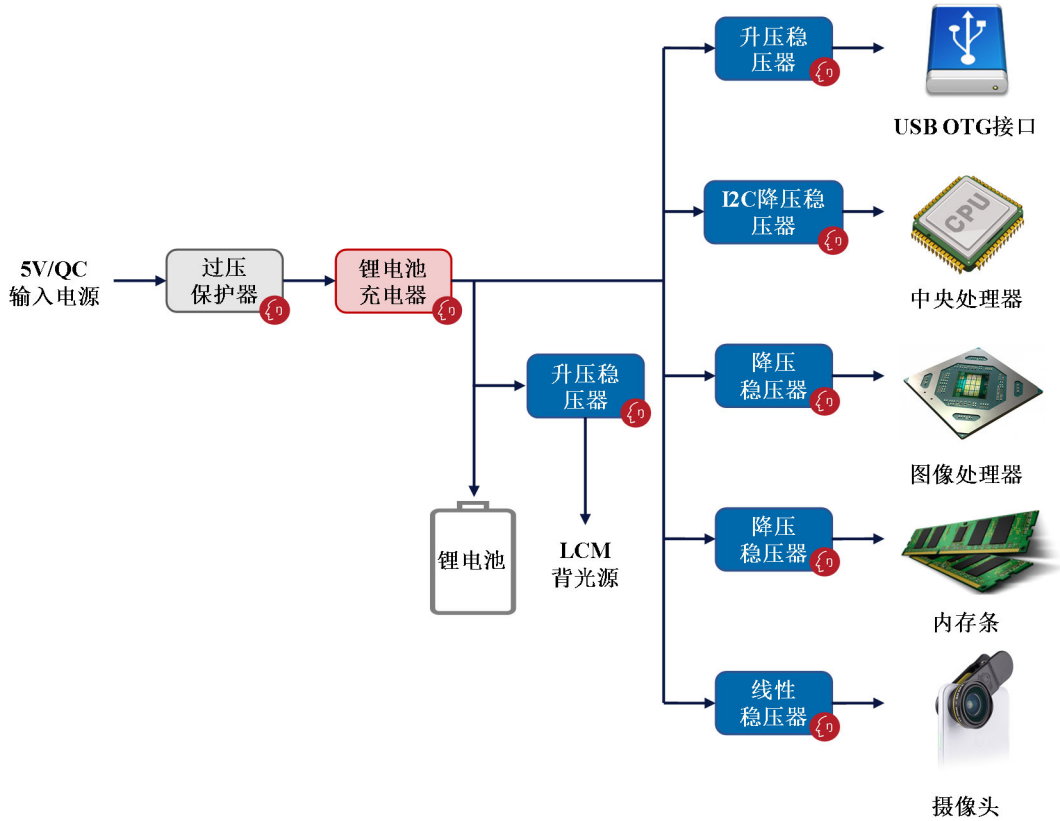 升压稳
压器
USB OTG接口
I2C降压稳
压器
CPU
中央处理器
5V/QC
输入电源
过压
保护器
锂电池
充电器
升压稳
压器
降压
稳压器
图像处理器
锂电池
LCM
背光源
降压
稳压器
内存条
线性
稳压器
摄像头